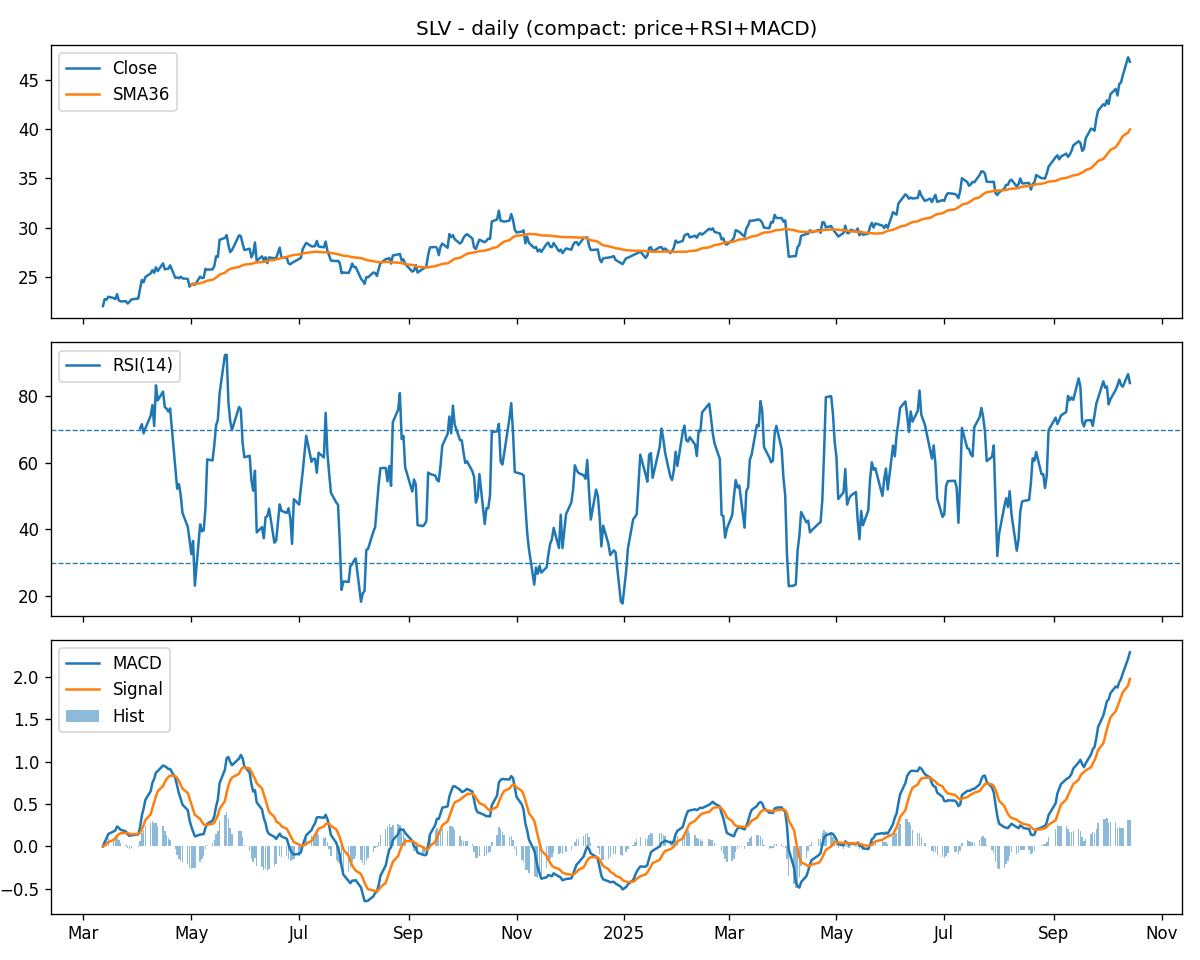 SLV - daily (compact: price+RSI+MACD)
Close
SMA36
45
40
35
30
25
RSI(14)
80
60
40
20
MACD
Signal
Hist
2.0
1.5
1.0
0.5
0.0
−0.5
Mar May Jul Sep Nov 2025 Mar May Jul Sep Nov